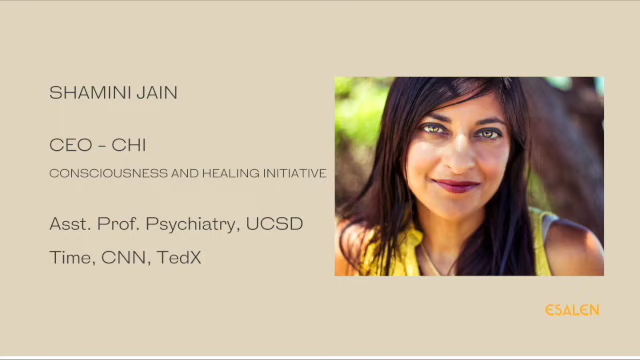 SHAMINI JAIN
CEO - CHI
CONSCIOUSNESS AND HEALING INITIATIVE
Asst. Prof. Psychiatry, UCSD
Time, CNN, TedX
ESALEN